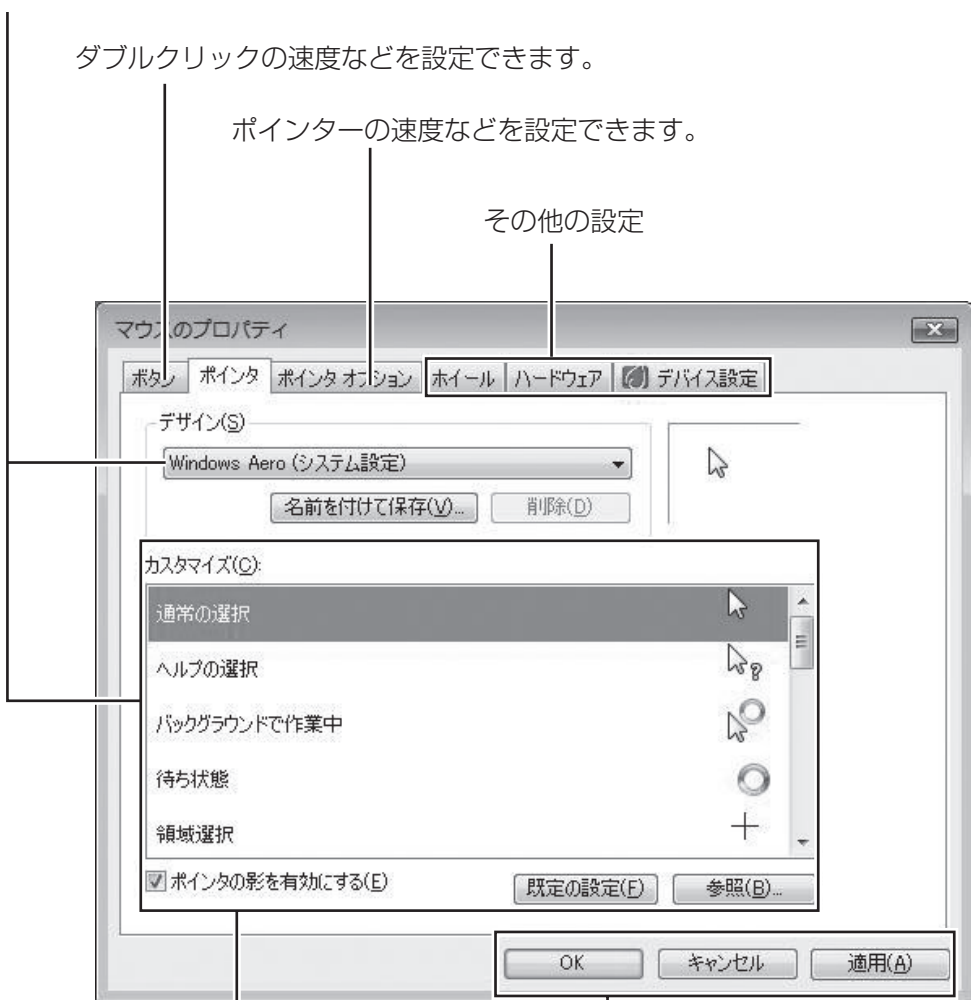 ダブルクリックの速度などを設定できます。
ポインターの速度などを設定できます。
その他の設定
マウスのプロパティ
ボタン ポインタ ポインタ オプション ホイール ハードウェア デバイス設定
デザイン(S)
Windows Aero (システム設定)
名前を付けて保存(V)... 削除(D)
カスタマイズ(C):
通常の選択
ヘルプの選択
バックグラウンドで作業中
待ち状態
領域選択
ポインタの影を有効にする(E)
既定の設定(F) 参照(B)...
OK キャンセル 適用(A)